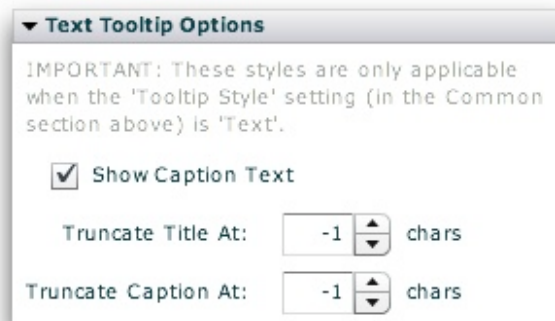 Text Tooltip Options
IMPORTANT: These styles are only applicable
when the 'Tooltip Style' setting (in the Common
section above) is 'Text'.
Show Caption Text
Truncate Title At: -1 chars
Truncate Caption At: -1 chars